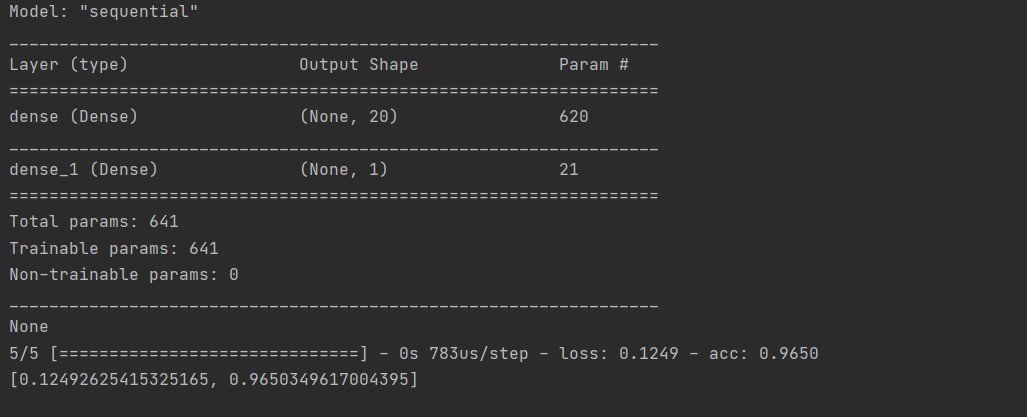 Model: "sequential"
_________________________________________________________________
Layer (type)                 Output Shape              Param #
=================================================================
dense (Dense)                (None, 20)                620
_________________________________________________________________
dense_1 (Dense)              (None, 1)                 21
=================================================================
Total params: 641
Trainable params: 641
Non-trainable params: 0
_________________________________________________________________
None
5/5 [==============================] - 0s 783us/step - loss: 0.1249 - acc: 0.9650
[0.12492625415325165, 0.9650349617004395]